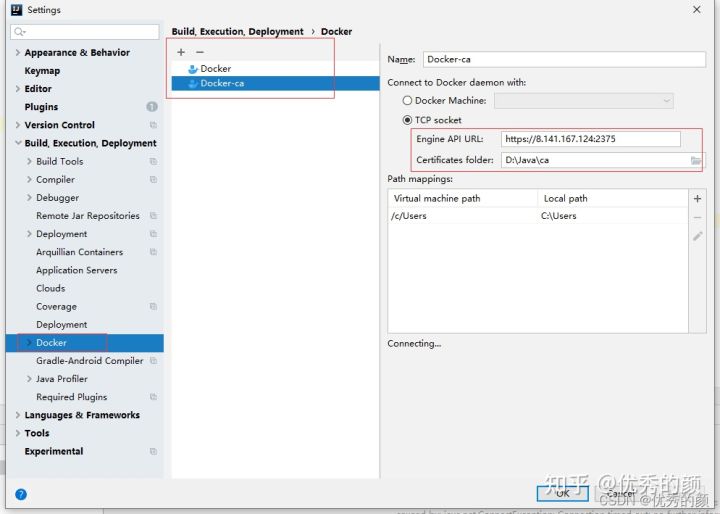 Settings
Appearance & Behavior
Keymap
Editor
Plugins 1
Version Control
Build, Execution, Deployment
Build Tools
Compiler
Debugger
Remote Jar Repositories
Deployment
Arquillian Containers
Application Servers
Clouds
Coverage
Deployment
Docker
Gradle-Android Compiler
Java Profiler
Required Plugins
Languages & Frameworks
Tools
Experimental
?
Build, Execution, Deployment › Docker
Docker
Docker-ca
Name: Docker-ca
Connect to Docker daemon with:
Docker Machine:
TCP socket
Engine API URL: https://8.141.167.124:2375
Certificates folder: D:\Java\ca
Path mappings:
Virtual machine path Local path
/c/Users C:\Users
Connecting...
OK Cancel
知乎 @优秀的颜
CSDN @优秀的颜